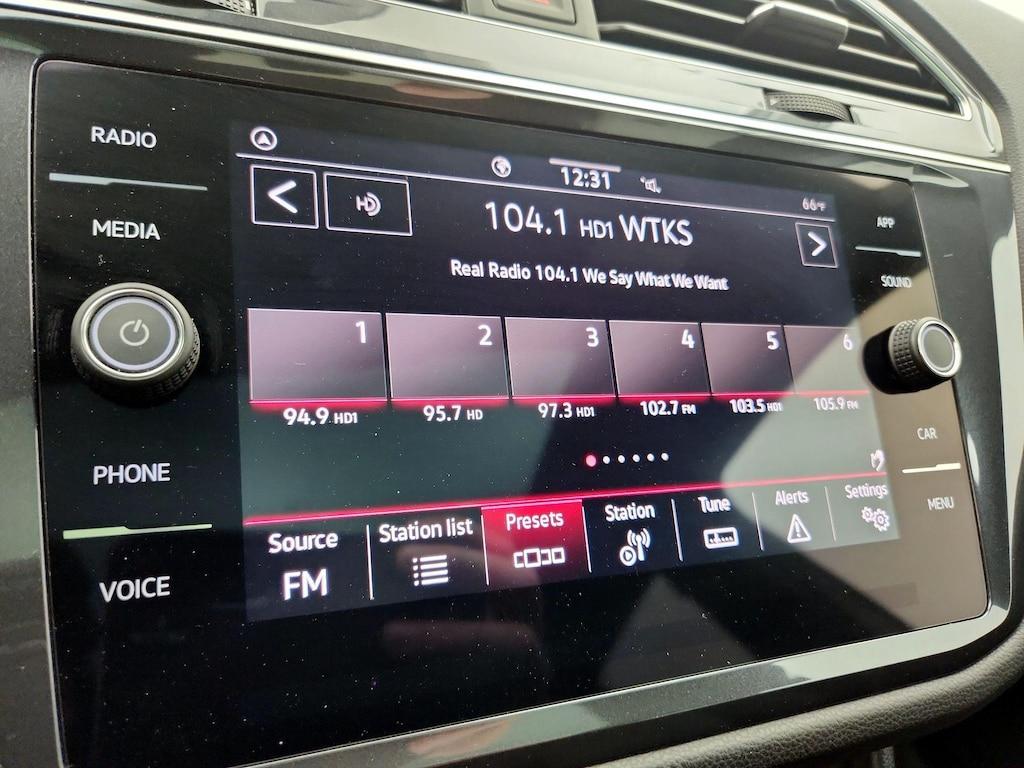 RADIO
MEDIA
PHONE
VOICE
12:31
66°F
HD
104.1 HD1 WTKS
Real Radio 104.1 We Say What We Want
1 2 3 4 5 6
94.9 HD1 95.7 HD 97.3 HD1 102.7 FM 103.5 HD1 105.9 FM
Source Station list Presets Station Tune Alerts Settings
FM
APP
SOUND
CAR
MENU